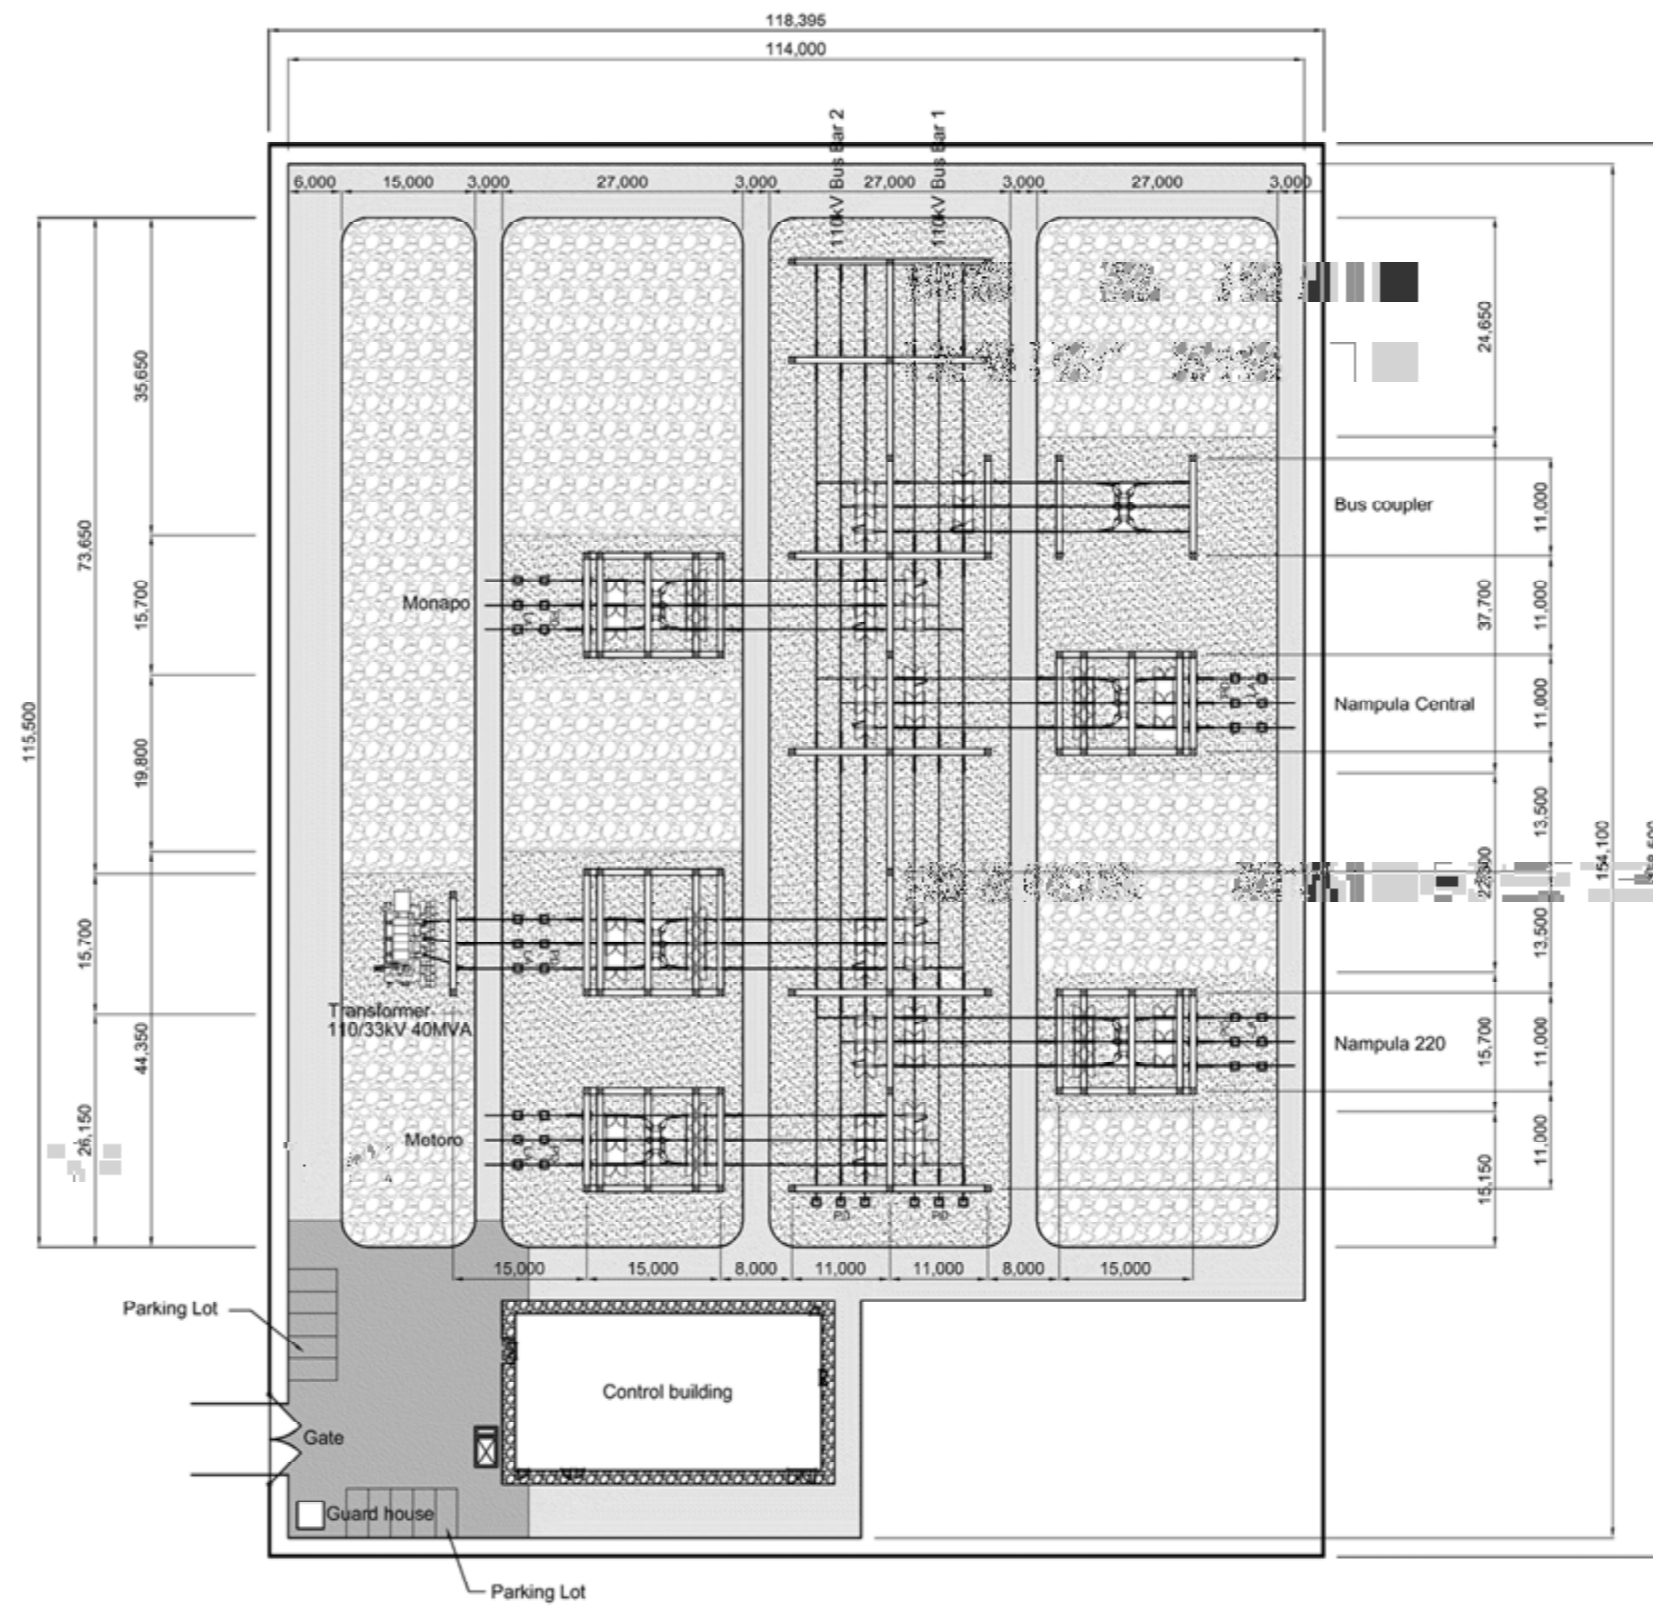 118,395
114,000
110kV Bus Bar 2
110kV Bus Bar 1
6,000
15,000
3,000
27,000
3,000
27,000
3,000
27,000
3,000
115,500
73,650
15,700
26,150
35,650
15,700
19,800
44,350
24,650
37,700
15,700
15,150
11,000
11,000
11,000
13,500
13,500
11,000
11,000
154,100
Bus coupler
Monapo
Nampula Central
Transformer
110/33kV 40MVA
Nampula 220
Metoro
PD
PD
15,000
15,000
8,000
11,000
11,000
8,000
15,000
Parking Lot
Control building
Gate
Guard house
Parking Lot